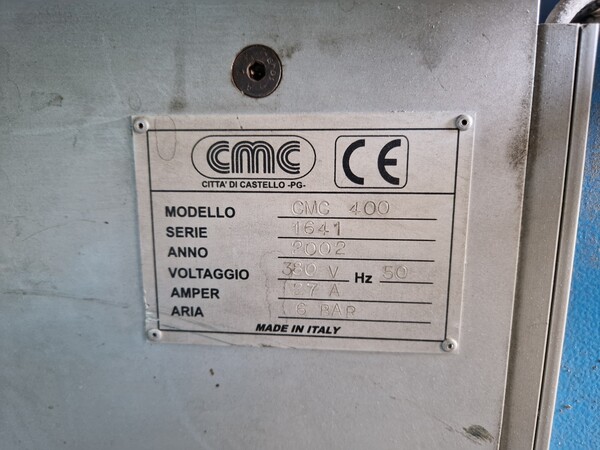 CMC
CE
CITTA' DI CASTELLO -PG-
MODELLO CMC 400
SERIE 1641
ANNO 2002
VOLTAGGIO 380 V Hz 50
AMPER 7 A
ARIA 6 BAR
MADE IN ITALY